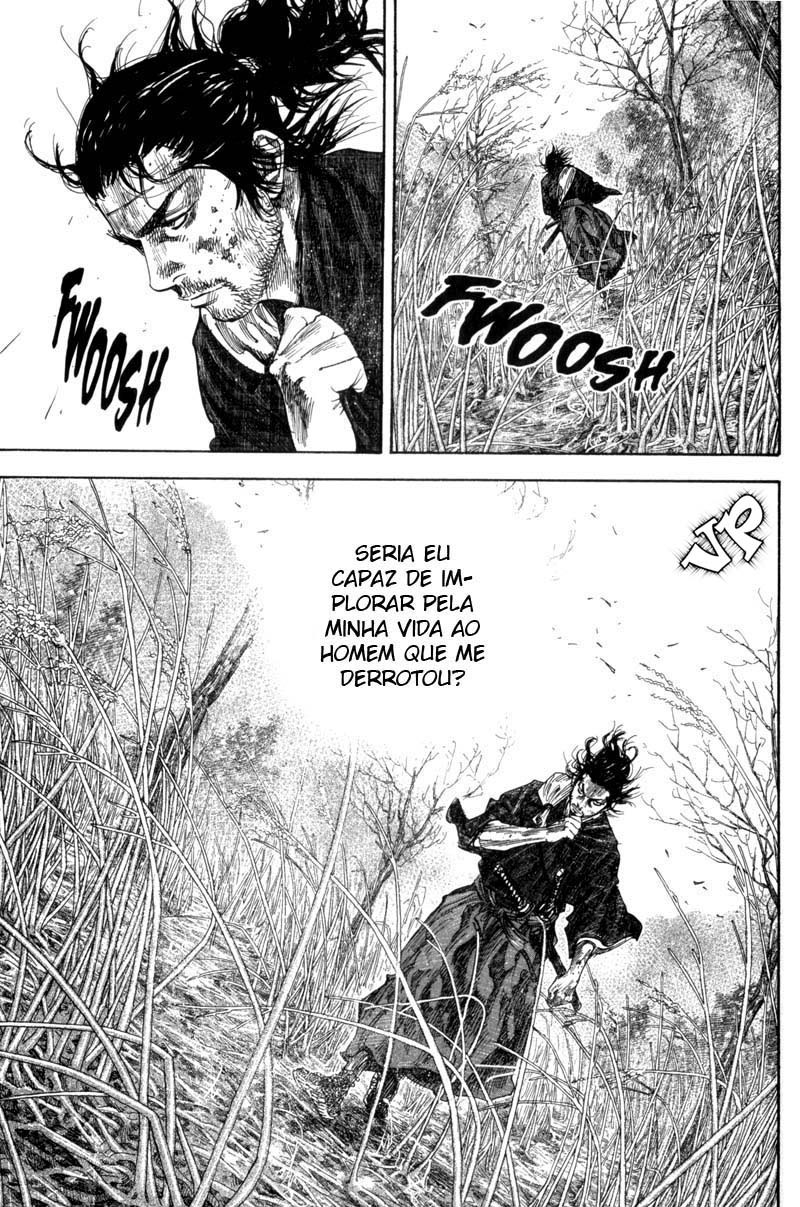 FWOOSH
FWOOSH
VP
SERIA EU
CAPAZ DE IM-
PLORAR PELA
MINHA VIDA AO
HOMEM QUE ME
DERROTOU?